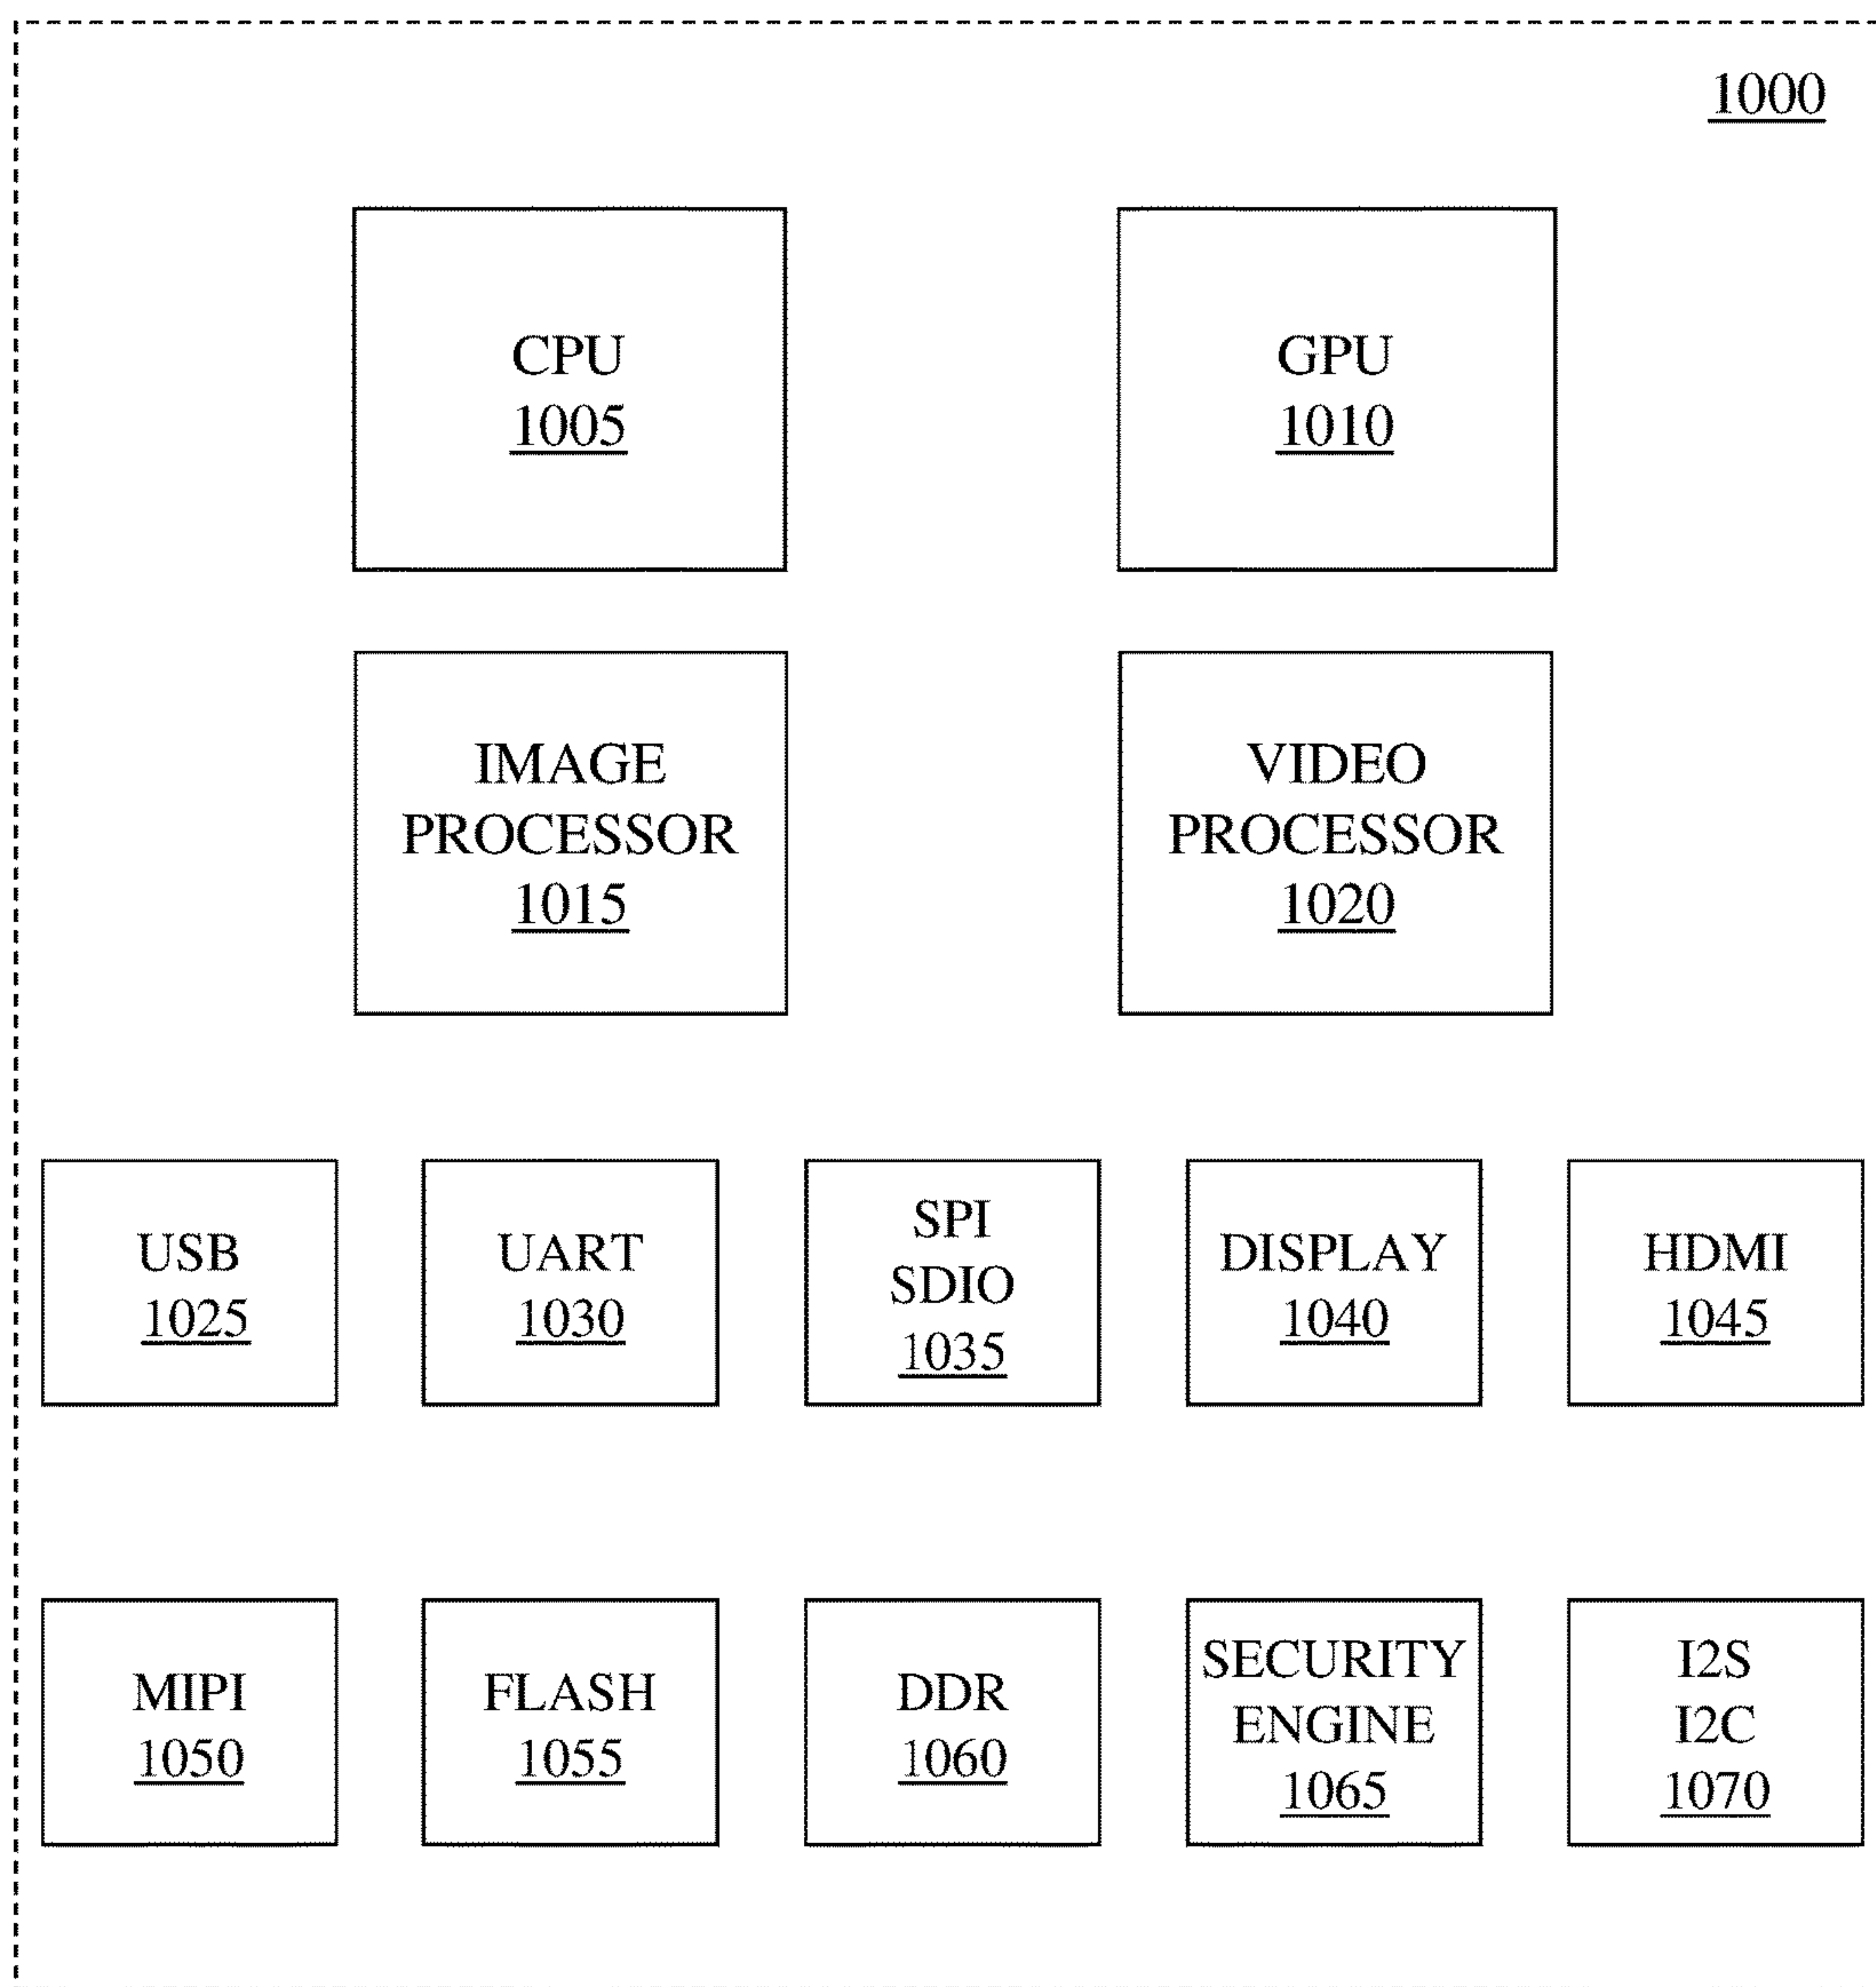 1000
CPU
1005
GPU
1010
IMAGE
PROCESSOR
1015
VIDEO
PROCESSOR
1020
USB
1025
UART
1030
SPI
SDIO
1035
DISPLAY
1040
HDMI
1045
MIPI
1050
FLASH
1055
DDR
1060
SECURITY
ENGINE
1065
I2S
I2C
1070